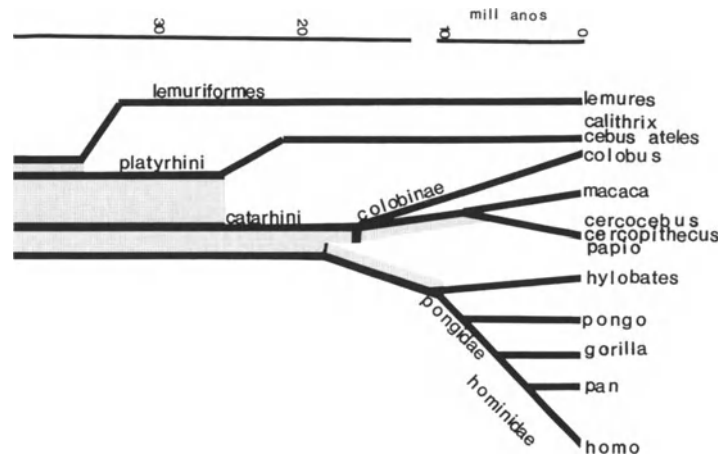 mill anos
30
20
10
0
lemuriformes
lemures
calithrix
platyrhini
cebus ateles
colobus
colobinae
macaca
catarhini
cercocebus
cercopithecus
papio
hylobates
pongidae
pongo
gorilla
hominidae
pan
homo